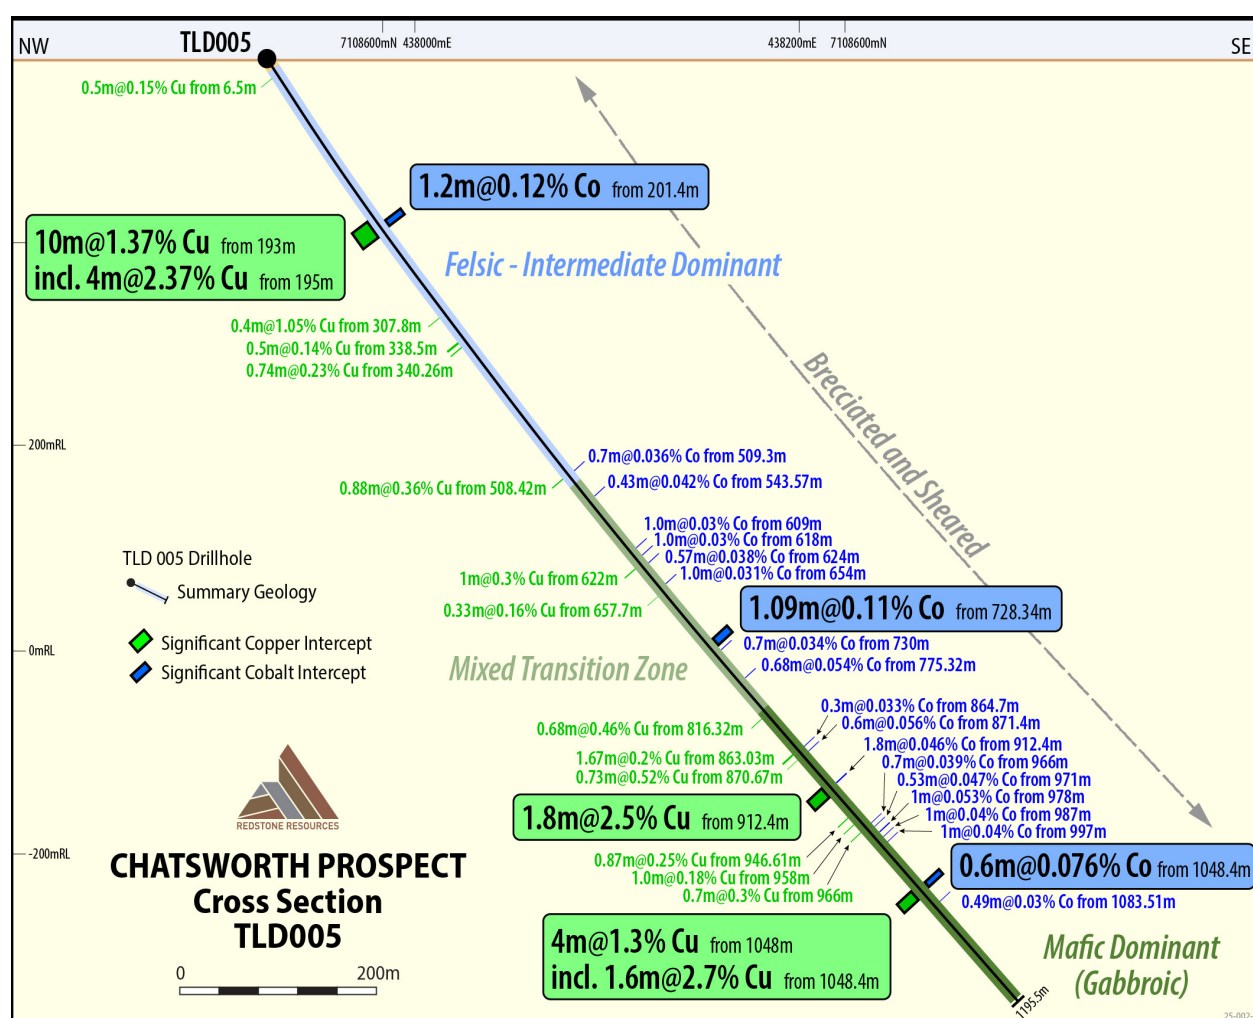 NW
TLD005
7108600mN
438000mE
438200mE
7108600mN
SE
0.5m@0.15% Cu from 6.5m
1.2m@0.12% Co from 201.4m
10m@1.37% Cu from 193m
incl. 4m@2.37% Cu from 195m
Felsic - Intermediate Dominant
0.4m@1.05% Cu from 307.8m
0.5m@0.14% Cu from 338.5m
0.74m@0.23% Cu from 340.26m
Brecciated and Sheared
200mRL
0.7m@0.036% Co from 509.3m
0.43m@0.042% Co from 543.57m
0.88m@0.36% Cu from 508.42m
1.0m@0.03% Co from 609m
1.0m@0.03% Co from 618m
0.57m@0.038% Co from 624m
1.0m@0.031% Co from 654m
1m@0.3% Cu from 622m
0.33m@0.16% Cu from 657.7m
TLD 005 Drillhole
Summary Geology
Significant Copper Intercept
Significant Cobalt Intercept
0mRL
1.09m@0.11% Co from 728.34m
0.7m@0.034% Co from 730m
0.68m@0.054% Co from 775.32m
Mixed Transition Zone
0.3m@0.033% Co from 864.7m
0.6m@0.056% Co from 871.4m
1.8m@0.046% Co from 912.4m
0.7m@0.039% Co from 966m
0.53m@0.047% Co from 971m
1m@0.053% Co from 978m
1m@0.04% Co from 987m
1m@0.04% Co from 997m
0.68m@0.46% Cu from 816.32m
1.67m@0.2% Cu from 863.03m
0.73m@0.52% Cu from 870.67m
1.8m@2.5% Cu from 912.4m
REDSTONE RESOURCES
-200mRL
0.87m@0.25% Cu from 946.61m
1.0m@0.18% Cu from 958m
0.7m@0.3% Cu from 966m
0.6m@0.076% Co from 1048.4m
0.49m@0.03% Co from 1083.51m
CHATSWORTH PROSPECT
Cross Section
TLD005
0 200m
4m@1.3% Cu from 1048m
incl. 1.6m@2.7% Cu from 1048.4m
Mafic Dominant
(Gabbroic)
1195.5m
25-002-